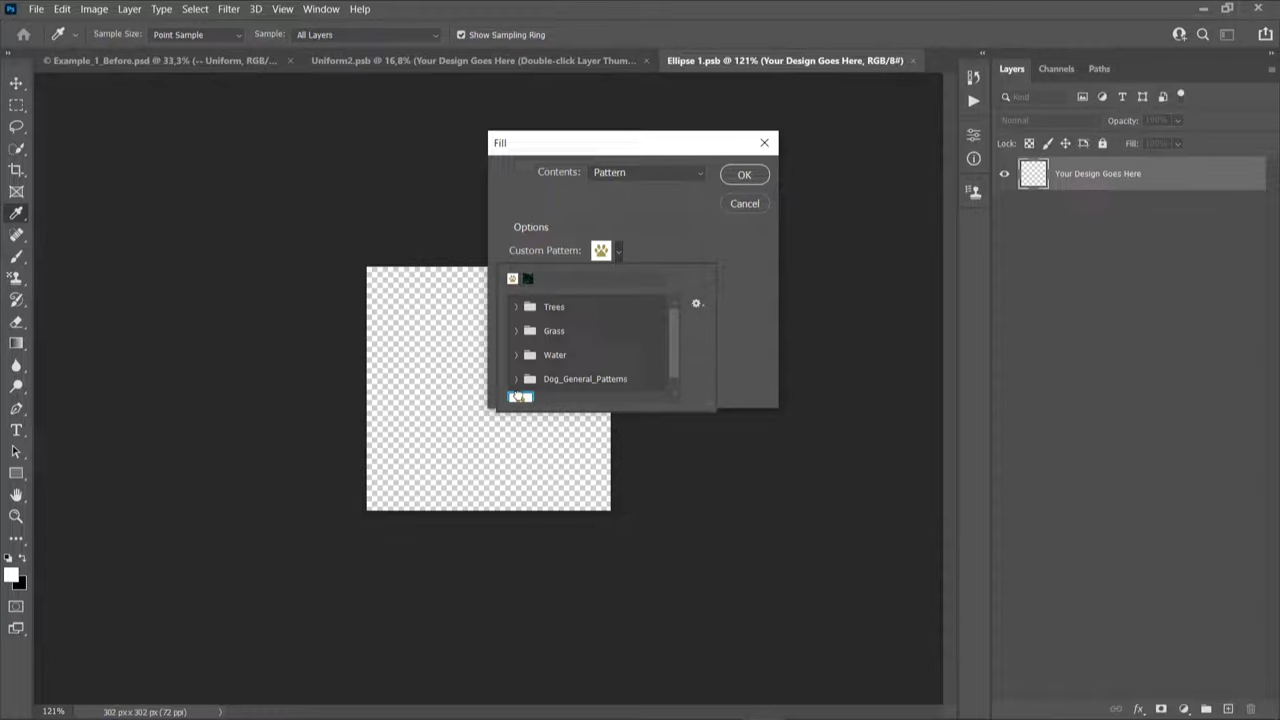 Ps File Edit Image Layer Type Select Filter 3D View Window Help
Sample Size: Point Sample Sample: All Layers Show Sampling Ring
© Example_1_Before.psd @ 33,3% (-- Uniform, RGB/... Uniform2.psb @ 16,8% (Your Design Goes Here (Double-click Layer Thum... Ellipse 1.psb @ 121% (Your Design Goes Here, RGB/8#)
Layers Channels Paths
Kind
Normal Opacity: 100%
Lock: Fill: 100%
Your Design Goes Here
Fill
Contents: Pattern OK
Cancel
Options
Custom Pattern:
Trees
Grass
Water
Dog_General_Patterns
121% 302 px x 302 px (72 ppi)